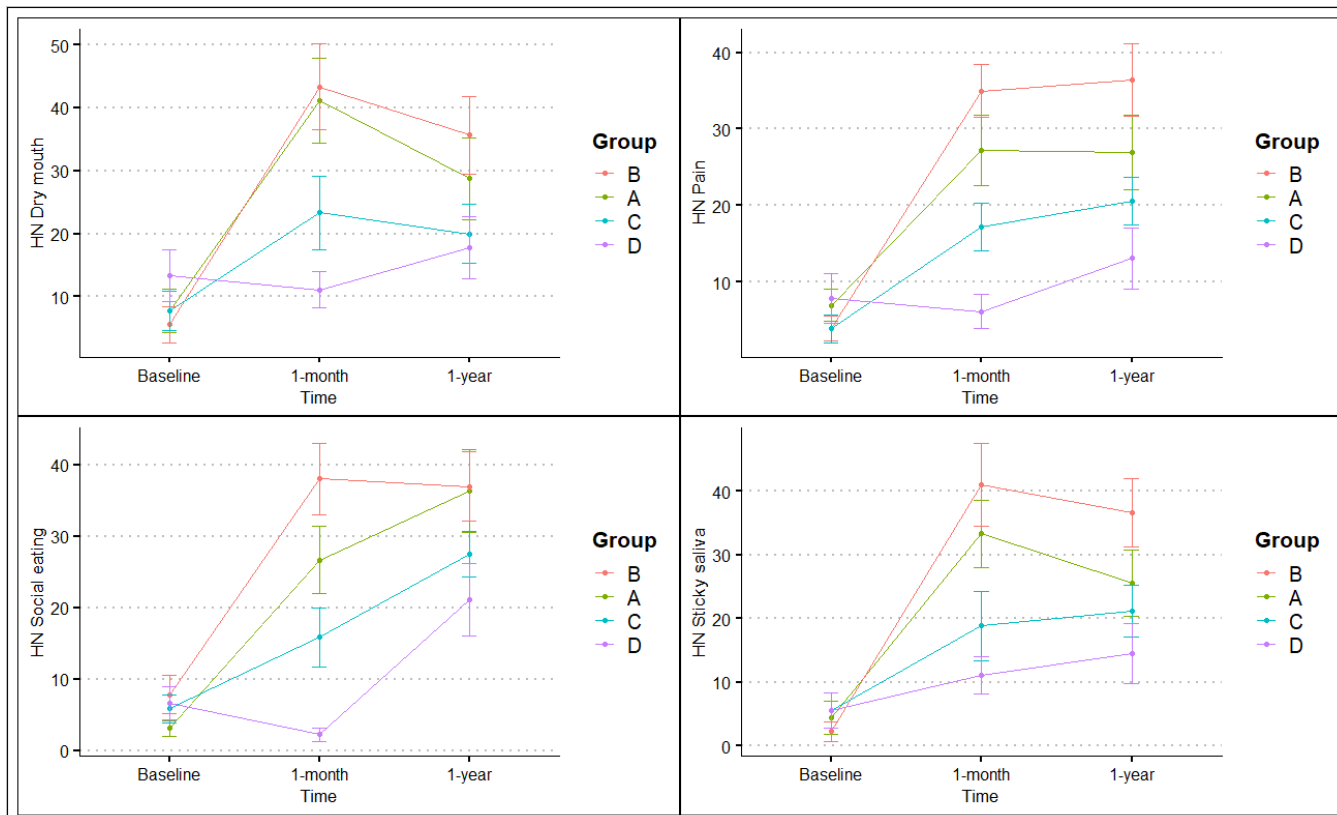 HN Dry mouth
50
40
30
20
10
Baseline 1-month 1-year
Time
Group
B
A
C
D
HN Pain
40
30
20
10
Baseline 1-month 1-year
Time
Group
B
A
C
D
HN Social eating
40
30
20
10
0
Baseline 1-month 1-year
Time
Group
B
A
C
D
HN Sticky saliva
40
30
20
10
0
Baseline 1-month 1-year
Time
Group
B
A
C
D